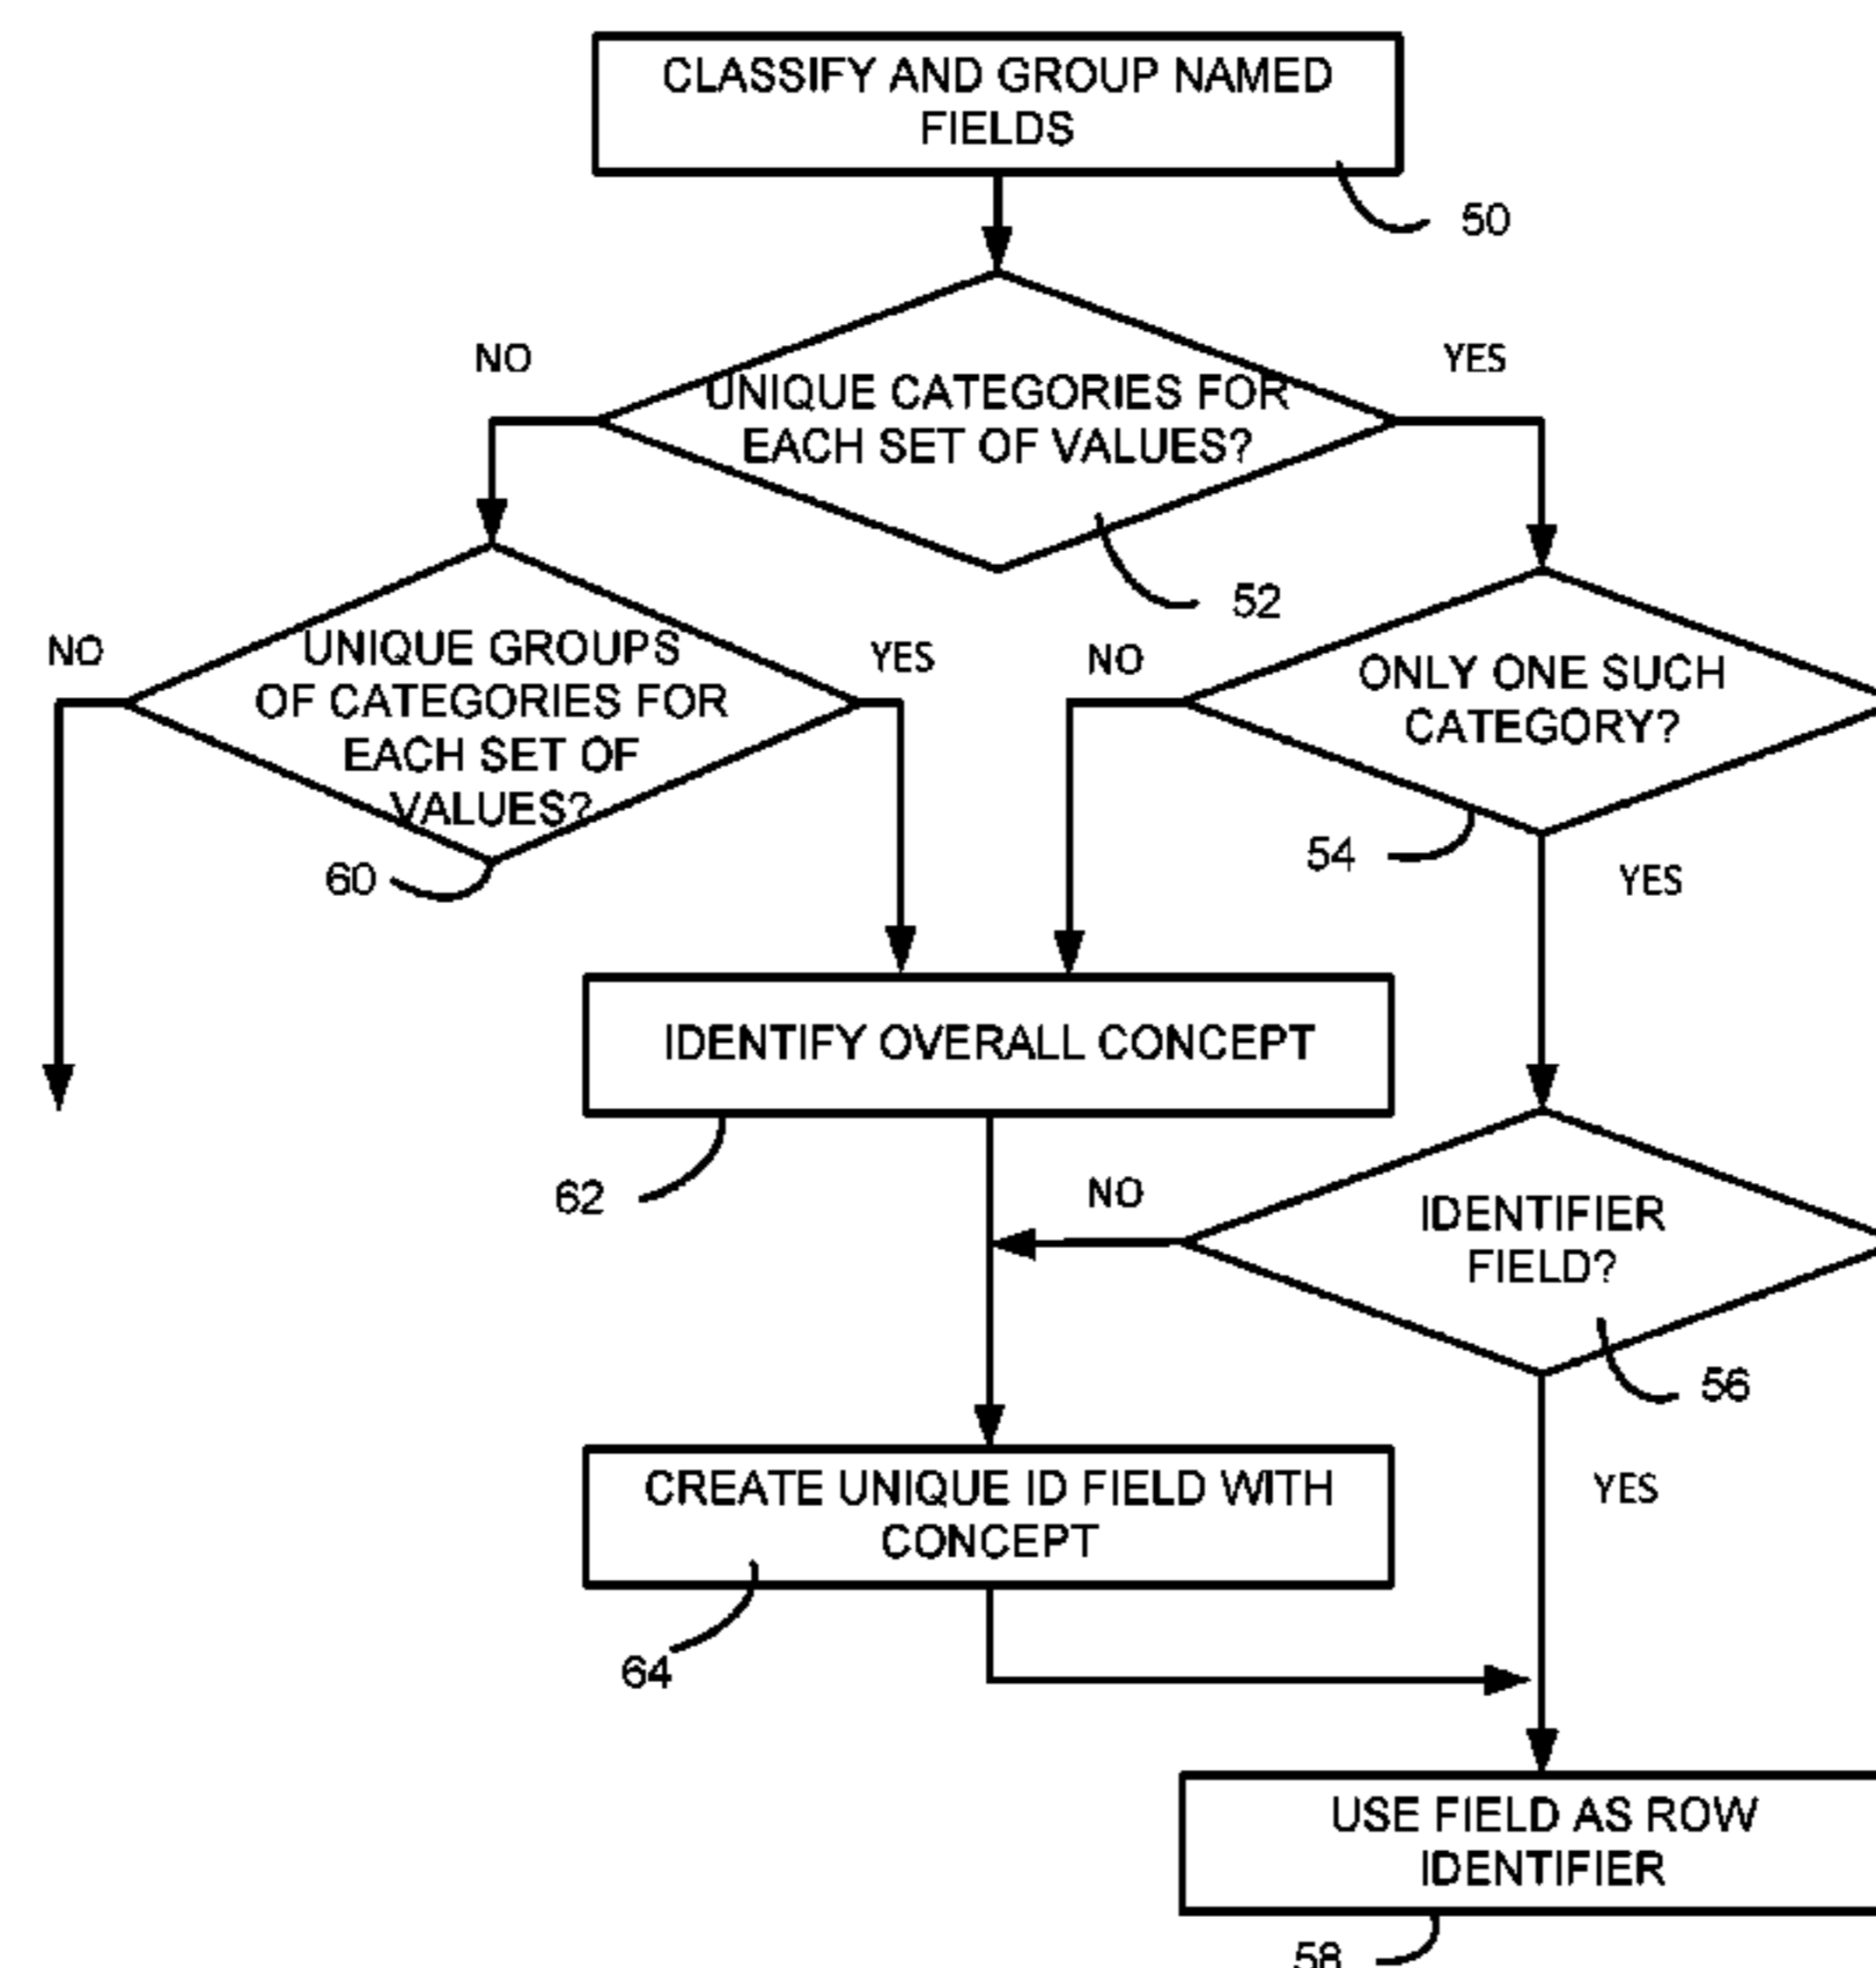 CLASSIFY AND GROUP NAMED
FIELDS
50
NO
YES
UNIQUE CATEGORIES FOR
EACH SET OF VALUES?
52
NO
UNIQUE GROUPS
OF CATEGORIES FOR
EACH SET OF
VALUES?
YES
60
NO
ONLY ONE SUCH
CATEGORY?
54
YES
IDENTIFY OVERALL CONCEPT
62
NO
IDENTIFIER
FIELD?
56
YES
CREATE UNIQUE ID FIELD WITH
CONCEPT
64
USE FIELD AS ROW
IDENTIFIER
58